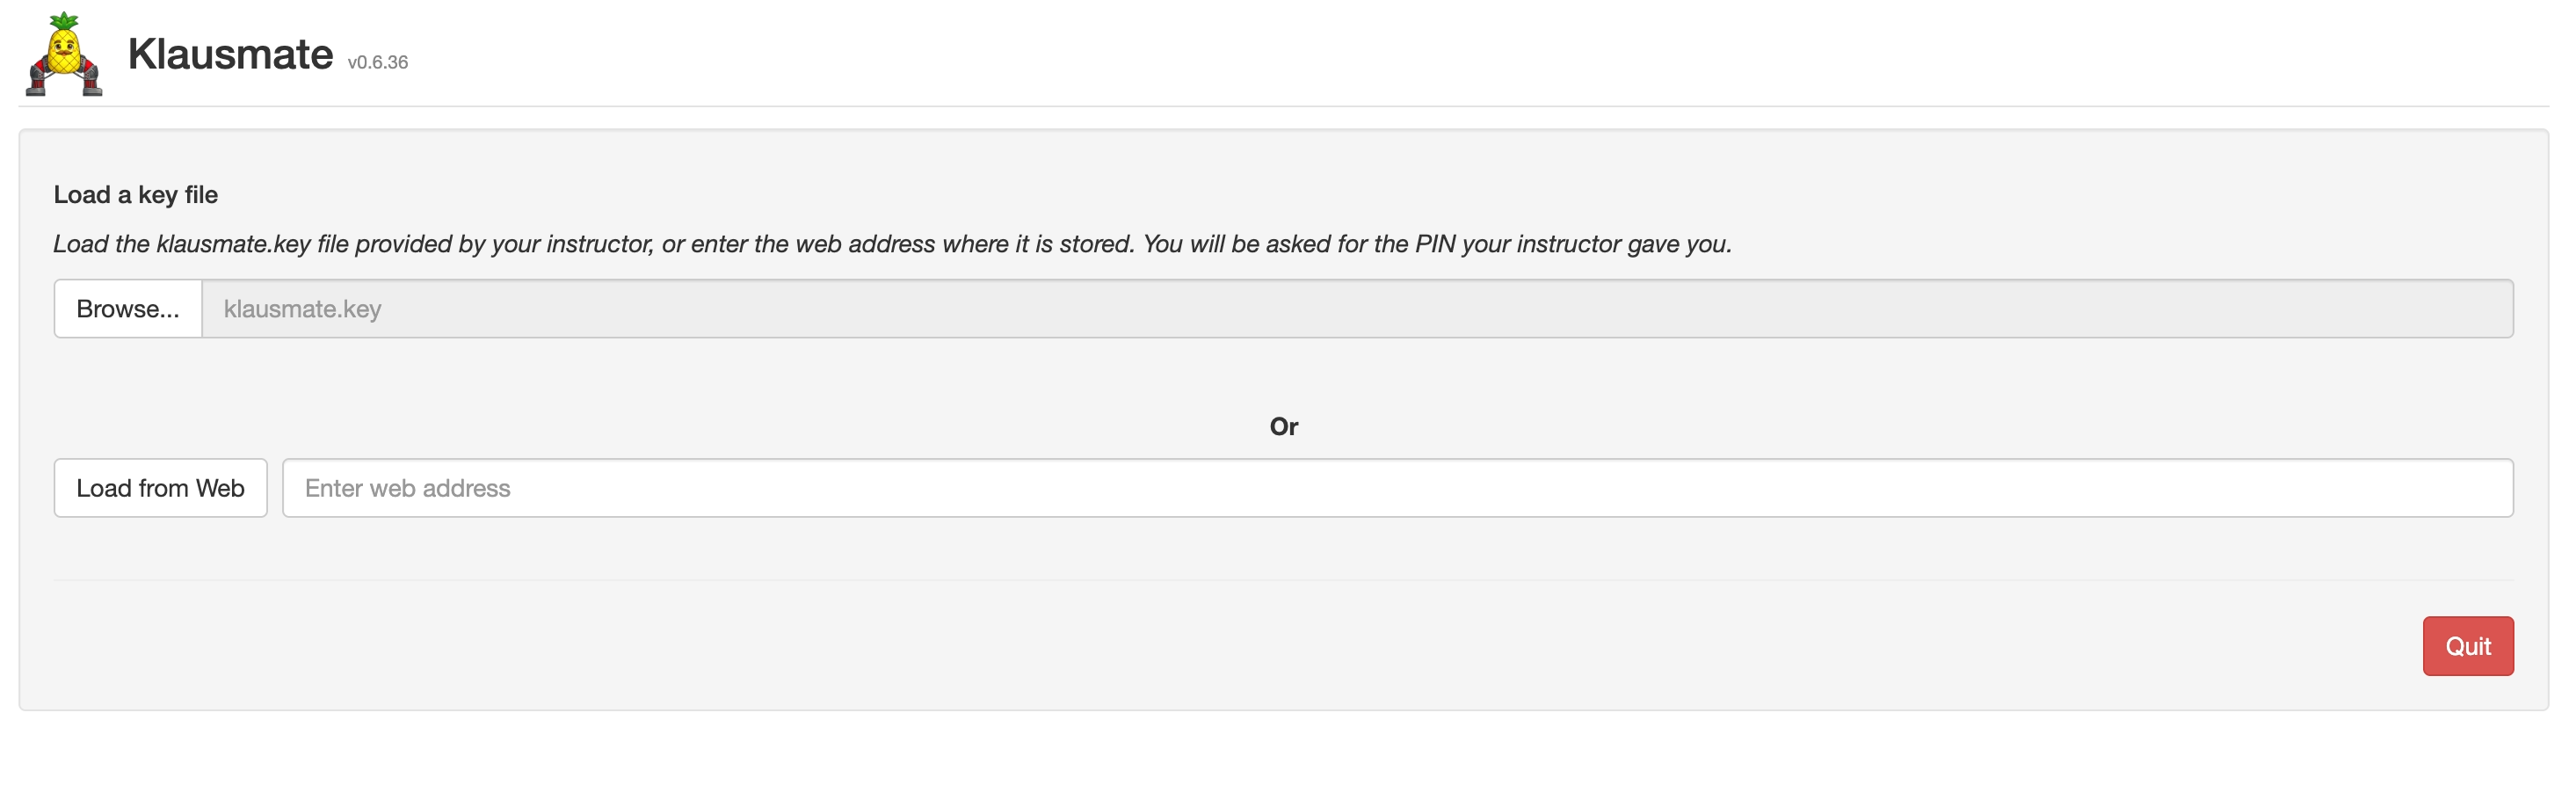 Klausmate v0.6.36
Load a key file
Load the klausmate.key file provided by your instructor, or enter the web address where it is stored. You will be asked for the PIN your instructor gave you.
Browse... klausmate.key
Or
Load from Web Enter web address
Quit